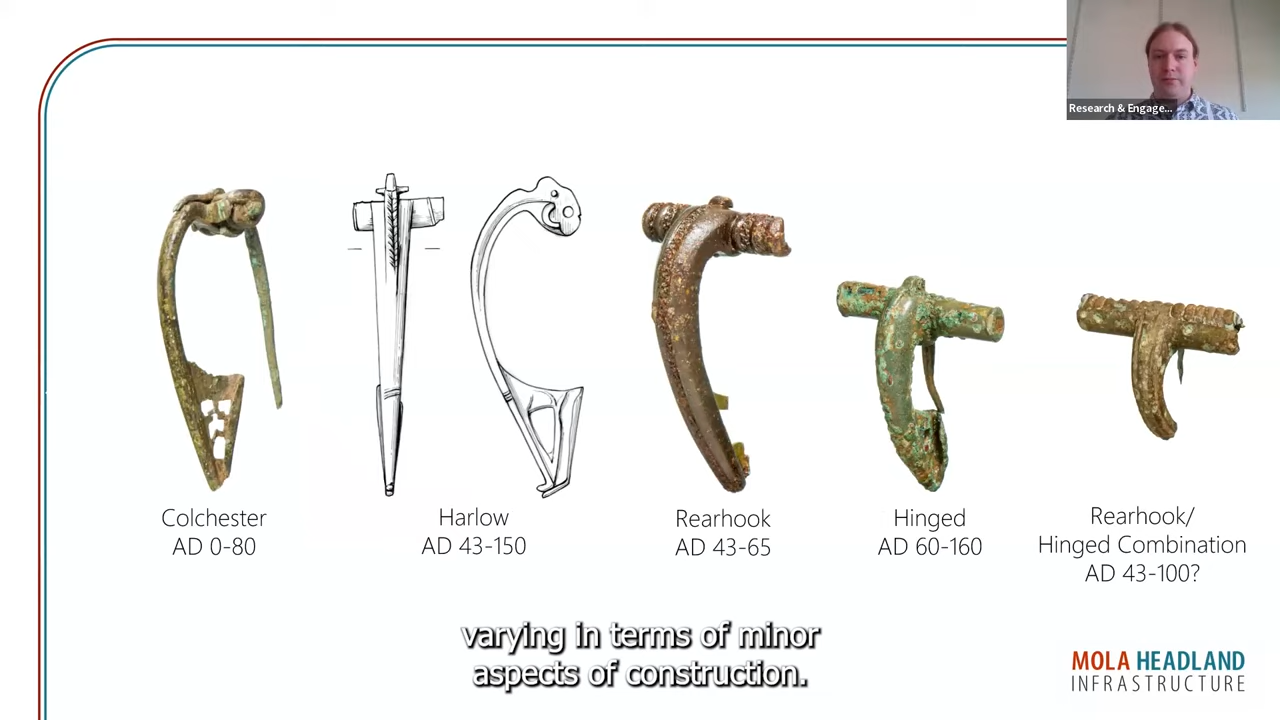 Research & Engage...
Colchester
AD 0-80
Harlow
AD 43-150
Rearhook
AD 43-65
Hinged
AD 60-160
Rearhook/
Hinged Combination
AD 43-100?
varying in terms of minor
aspects of construction.
MOLA HEADLAND
INFRASTRUCTURE